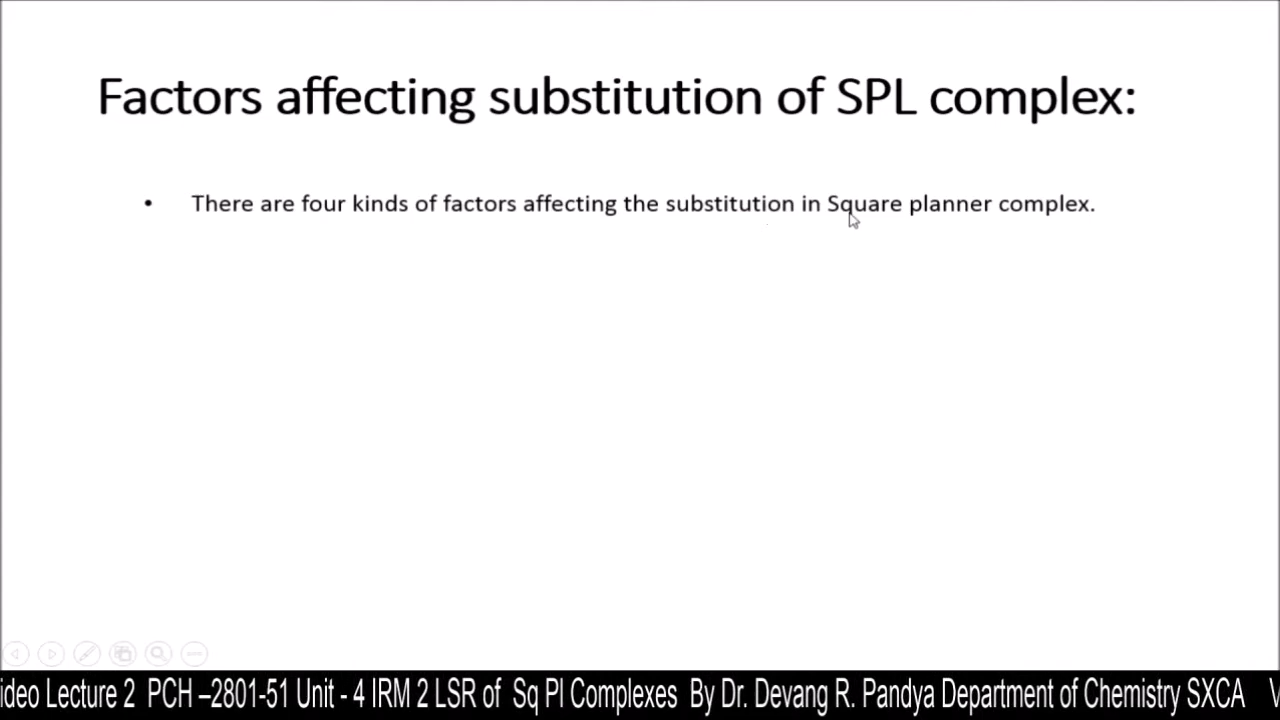 Factors affecting substitution of SPL complex:
• There are four kinds of factors affecting the substitution in Square planner complex.
ideo Lecture 2 PCH –2801-51 Unit - 4 IRM 2 LSR of Sq Pl Complexes By Dr. Devang R. Pandya Department of Chemistry SXCA V